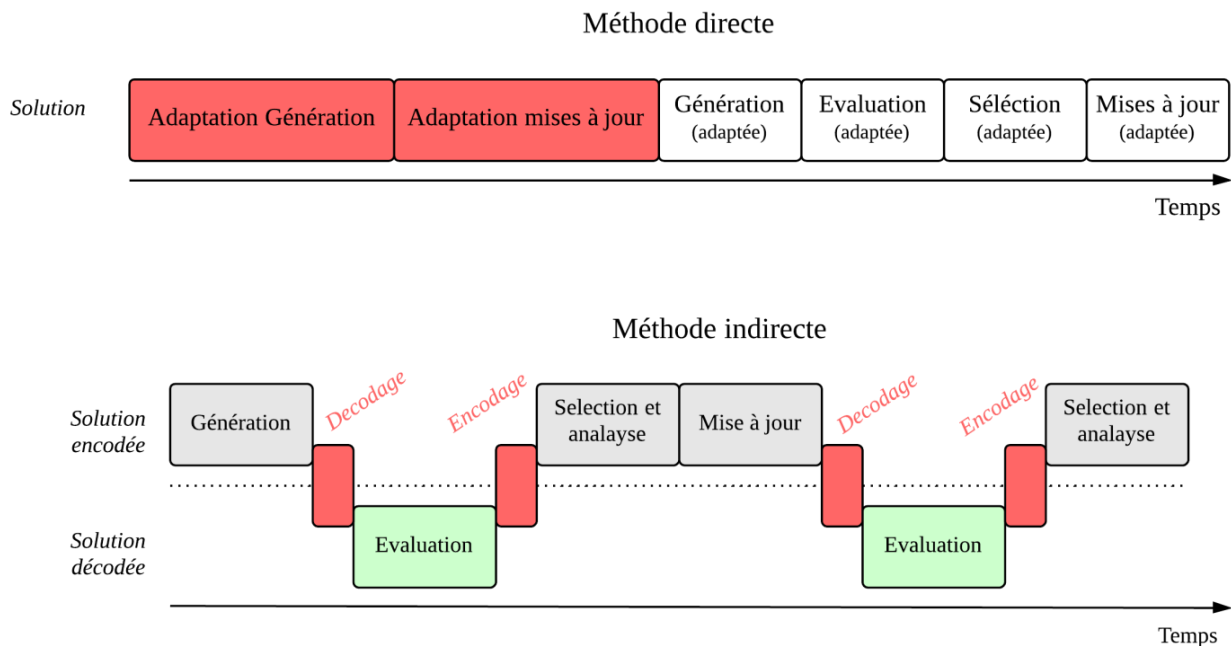 Méthode directe
Solution
Adaptation Génération
Adaptation mises à jour
Génération
(adaptée)
Evaluation
(adaptée)
Séléction
(adaptée)
Mises à jour
(adaptée)
Temps
Méthode indirecte
Solution
encodée
Génération
Decodage
Encodage
Selection et
analayse
Mise à jour
Decodage
Encodage
Selection et
analayse
Solution
décodée
Evaluation
Evaluation
Temps